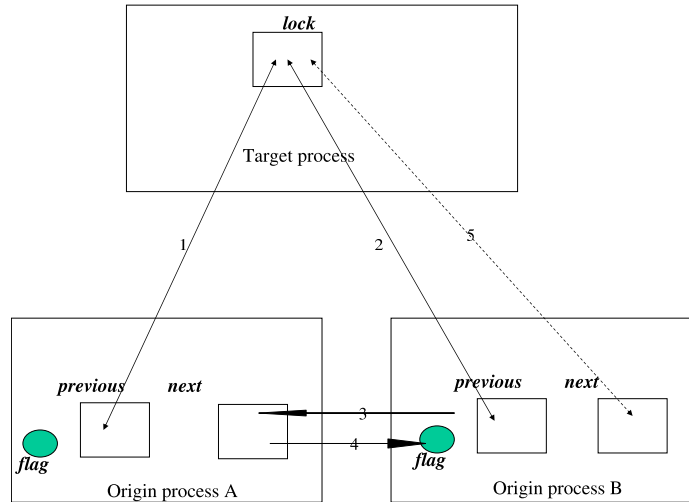 lock
Target process
1
2
5
previous next
previous next
3
4
flag
flag
Origin process A
Origin process B